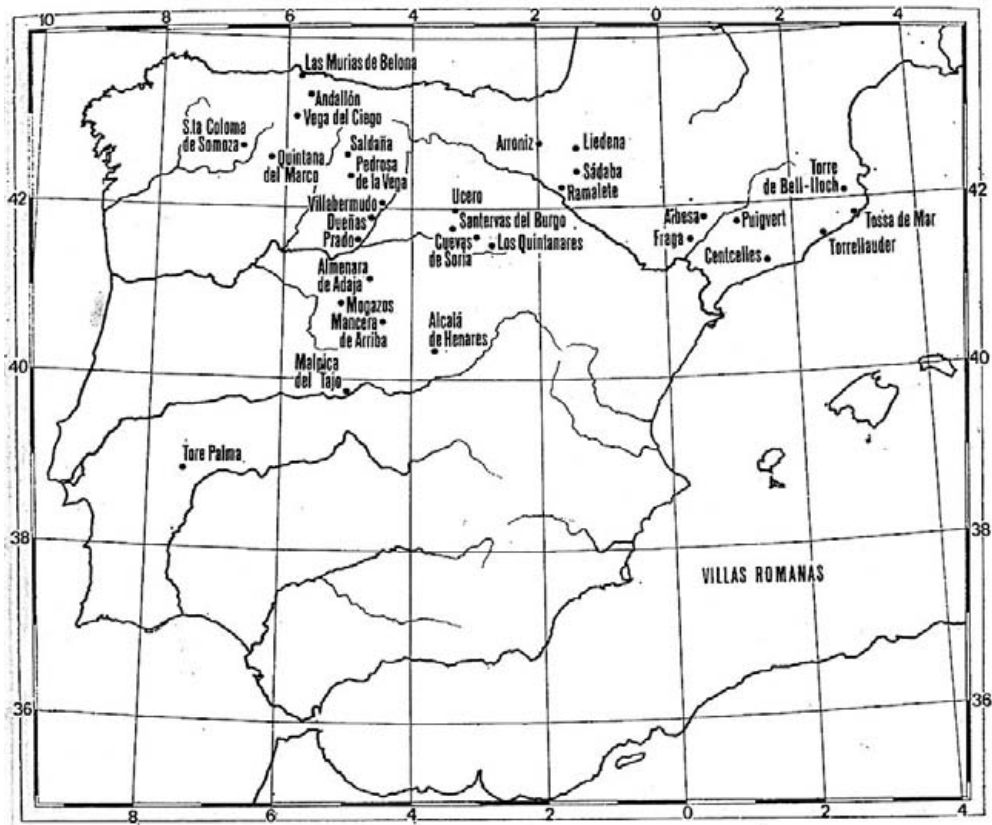 10
8
6
4
2
0
2
4
Las Murias de Belona
Andallón
Vega del Ciego
S.ta Coloma
de Somoza
Quintana
del Marco
Saldaña
Pedrosa
de la Vega
Arroniz
Liedena
Sádaba
Ramalete
Torre
de Bell-lloch
42
42
Villabermudo
Dueñas
Prado
Ucero
Santervas del Burgo
Cuevas
de Soria
Los Quintanares
Albesa
Puigvert
Fraga
Centcelles
Tossa de Mar
Torrellauder
Almenara
de Adaja
Mogazos
Mancera
de Arriba
Alcalá
de Henares
40
40
Malpica
del Tajo
Tore Palma
38
38
VILLAS ROMANAS
36
36
10
8
6
4
2
0
2
4